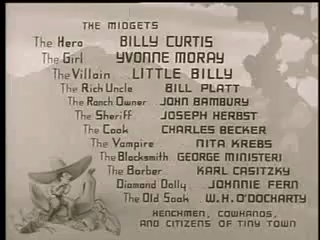 THE MIDGETS
The Hero BILLY CURTIS
The Girl YVONNE MORAY
The Villain LITTLE BILLY
The Rich Uncle BILL PLATT
The Ranch Owner JOHN BAMBURY
The Sheriff JOSEPH HERBST
The Cook CHARLES BECKER
The Vampire NITA KREBS
The Blacksmith GEORGE MINISTERI
The Barber KARL CASITZKY
Diamond Dolly JOHNNIE FERN
The Old Soak W.H.O'DOCHARTY
HENCHMEN, COWHANDS,
AND CITIZENS OF TINY TOWN